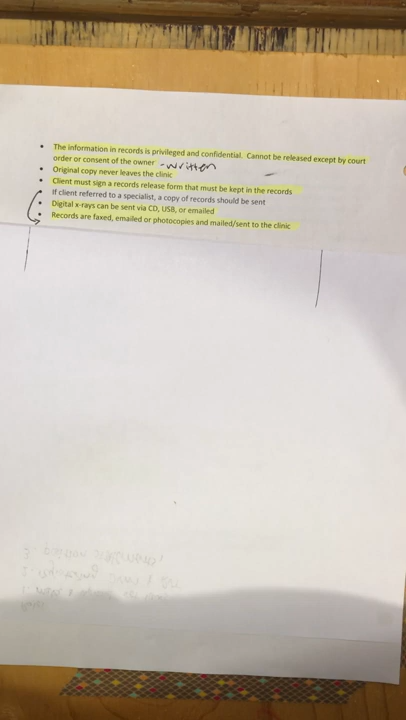 • The information in records is privileged and confidential. Cannot be released except by court
order or consent of the owner - written
• Original copy never leaves the clinic
• Client must sign a records release form that must be kept in the records
• If client referred to a specialist, a copy of records should be sent
• Digital x-rays can be sent via CD, USB, or emailed
• Records are faxed, emailed or photocopies and mailed/sent to the clinic